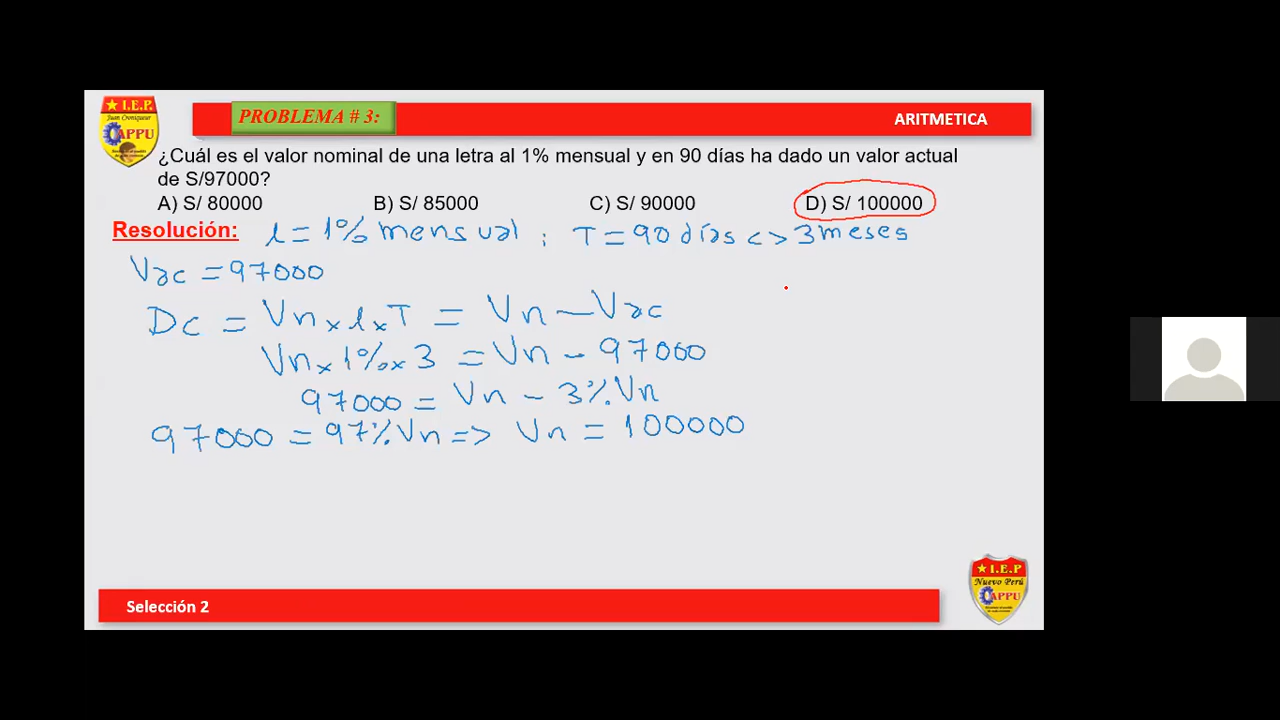 ★ I.E.P.
Juan Croniqueur
CAPPU
PROBLEMA # 3:
ARITMETICA
¿Cuál es el valor nominal de una letra al 1% mensual y en 90 días ha dado un valor actual
de S/97000?
A) S/ 80000 B) S/ 85000 C) S/ 90000 D) S/ 100000
Resolución: r = 1% mensual ; T = 90 días <> 3 meses
Vac = 97000
Dc = Vn x r x T = Vn - Vac
Vn x 1% x 3 = Vn - 97000
97000 = Vn - 3% Vn
97000 = 97% Vn => Vn = 100000
★ I.E.P
Nuevo Perú
CAPPU
Selección 2